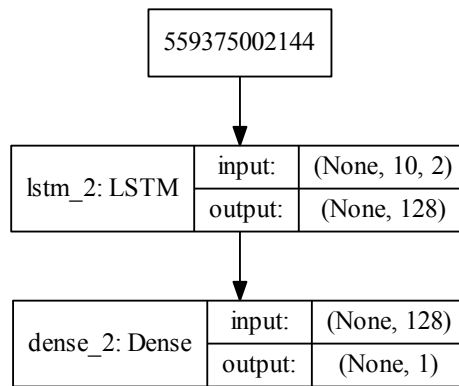 559375002144
lstm_2: LSTM
input:
(None, 10, 2)
output:
(None, 128)
dense_2: Dense
input:
(None, 128)
output:
(None, 1)